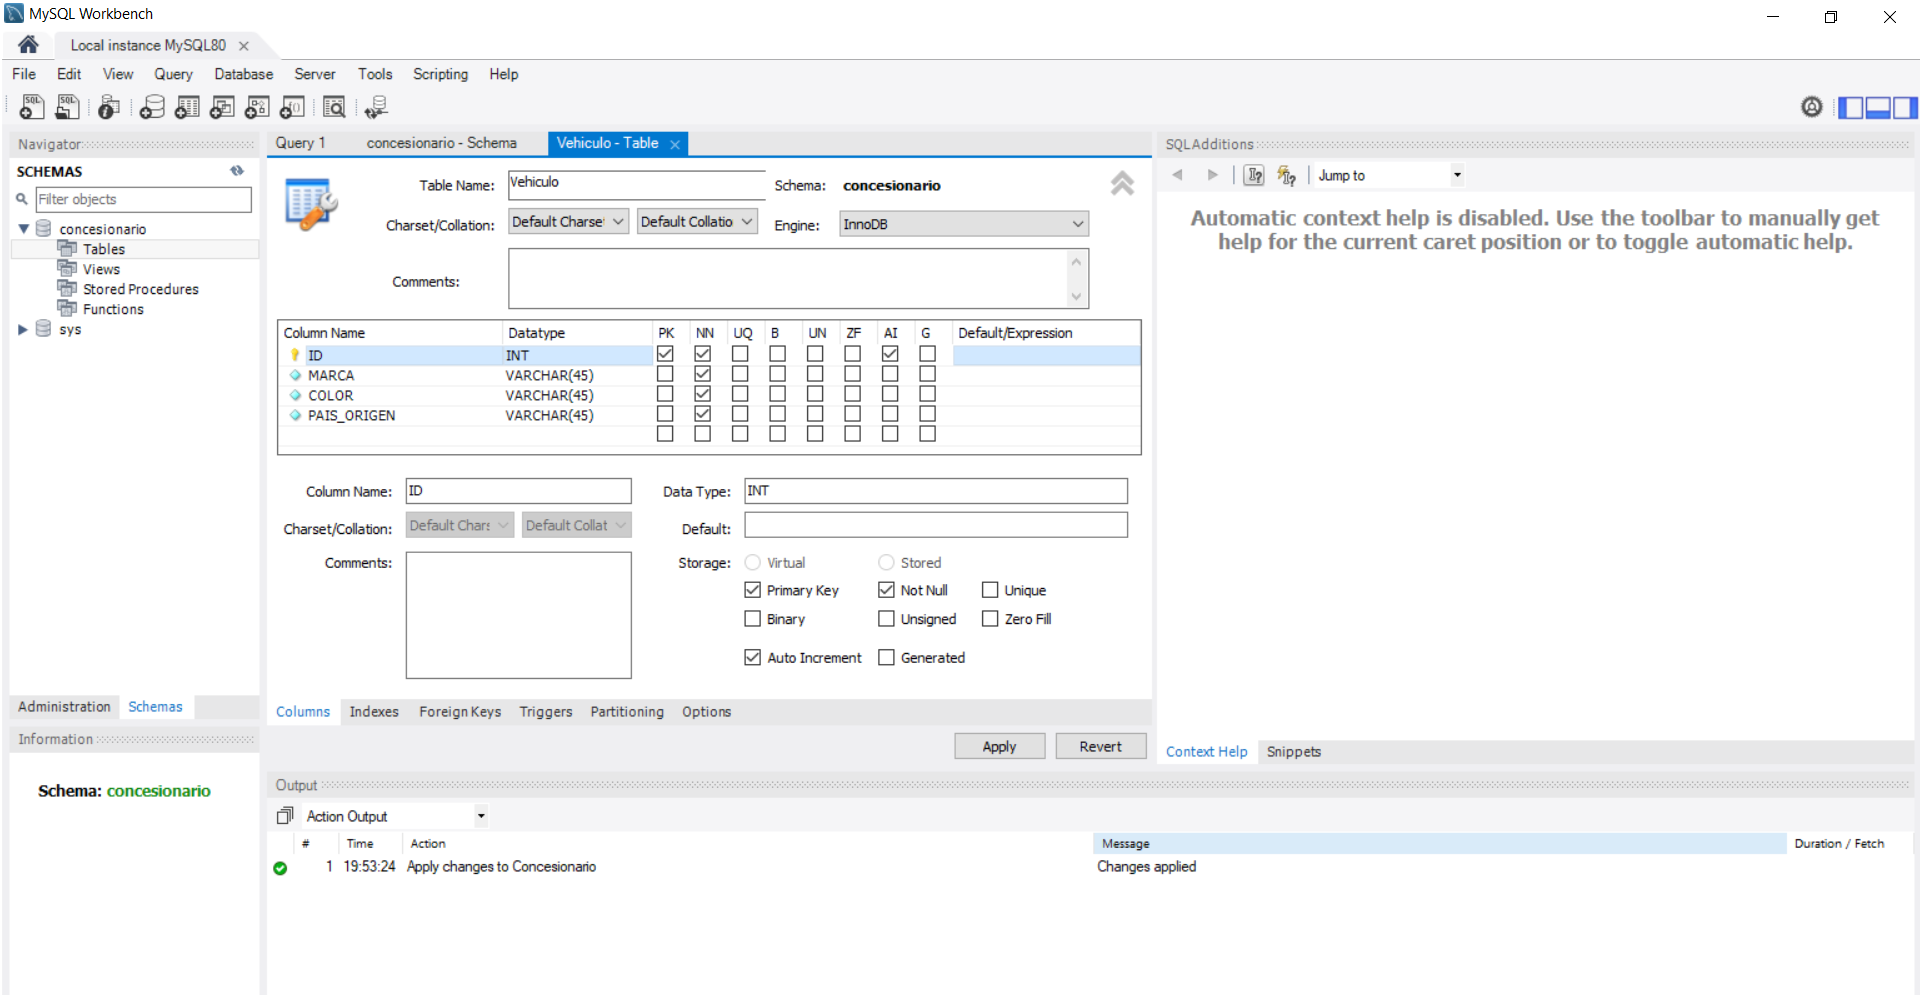 MySQL Workbench
Local instance MySQL80
File Edit View Query Database Server Tools Scripting Help
Navigator
SCHEMAS
Filter objects
concesionario
Tables
Views
Stored Procedures
Functions
sys
Administration Schemas
Information
Schema: concesionario
Query 1 concesionario - Schema Vehiculo - Table
Table Name: Vehiculo Schema: concesionario
Charset/Collation: Default Charset Default Collatio Engine: InnoDB
Comments:
Column Name Datatype PK NN UQ B UN ZF AI G Default/Expression
ID INT
MARCA VARCHAR(45)
COLOR VARCHAR(45)
PAIS_ORIGEN VARCHAR(45)
Column Name: ID Data Type: INT
Charset/Collation: Default Chars Default Collat Default:
Comments: Storage: Virtual Stored
Primary Key Not Null Unique
Binary Unsigned Zero Fill
Auto Increment Generated
Columns Indexes Foreign Keys Triggers Partitioning Options
Apply Revert
SQLAdditions
Jump to
Automatic context help is disabled. Use the toolbar to manually get
help for the current caret position or to toggle automatic help.
Context Help Snippets
Output
Action Output
# Time Action Message Duration / Fetch
1 19:53:24 Apply changes to Concesionario Changes applied